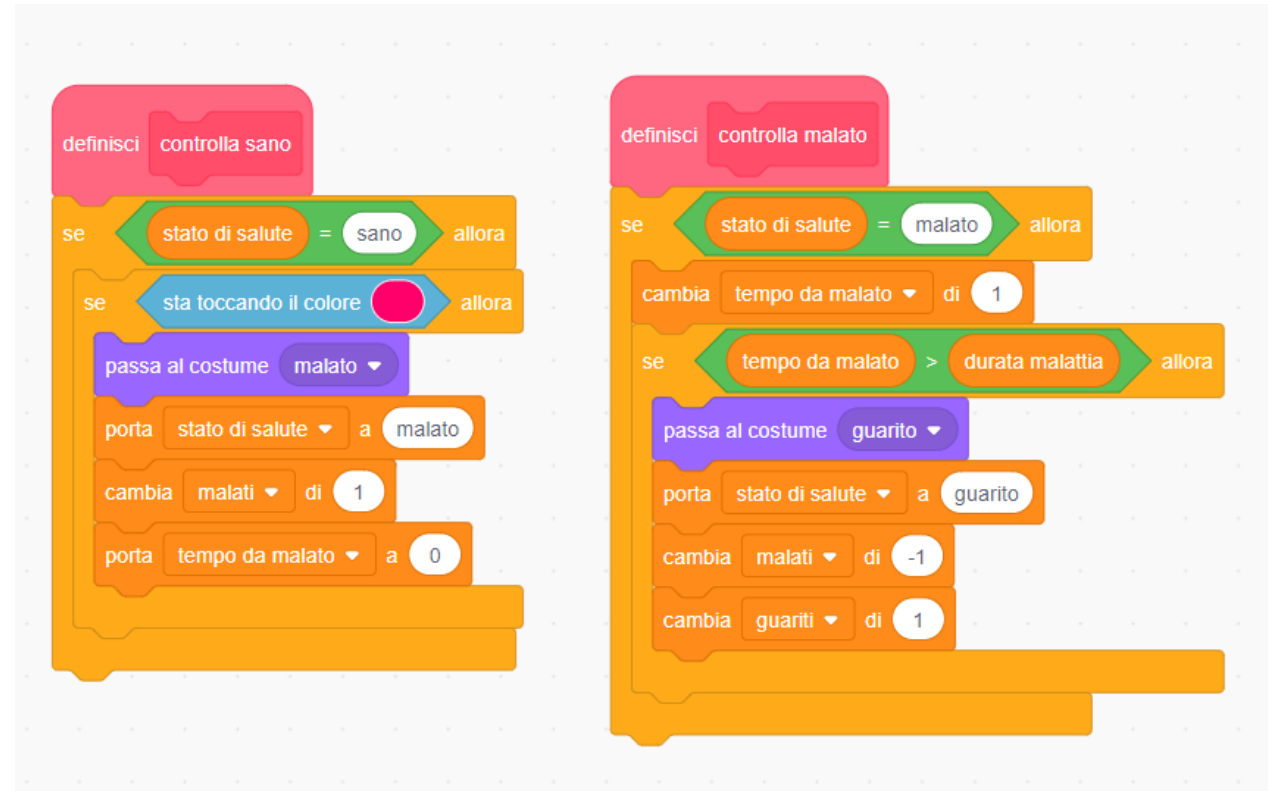 definisci controlla sano
se stato di salute = sano allora
se sta toccando il colore allora
passa al costume malato
porta stato di salute a malato
cambia malati di 1
porta tempo da malato a 0
definisci controlla malato
se stato di salute = malato allora
cambia tempo da malato di 1
se tempo da malato > durata malattia allora
passa al costume guarito
porta stato di salute a guarito
cambia malati di -1
cambia guariti di 1